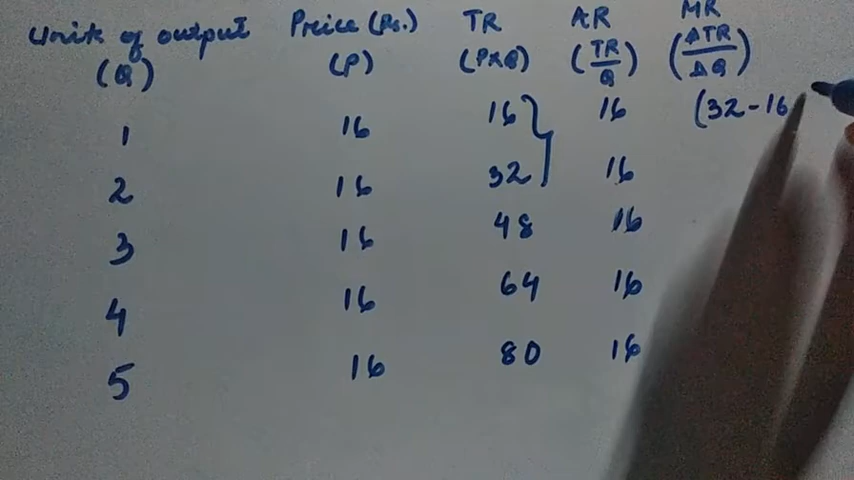 Units of output Price (Rs.) TR AR MR
(Q) (P) (P×Q) (TR/Q) (ΔTR/ΔQ)
1 16 16 16 (32-16
2 16 32 16
3 16 48 16
4 16 64 16
5 16 80 16